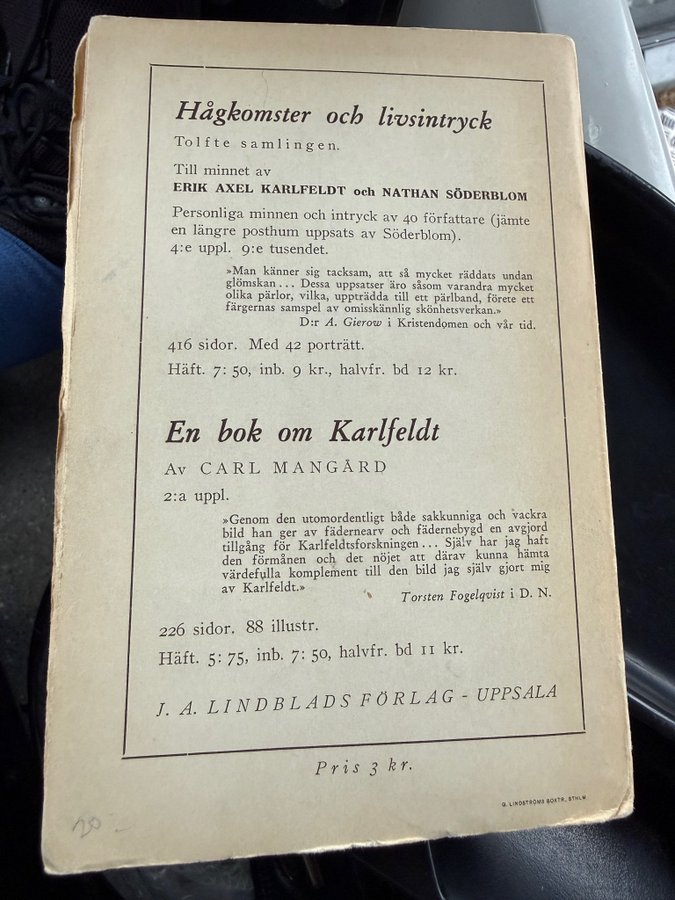 Hågkomster och livsintryck
Tolfte samlingen.
Till minnet av
ERIK AXEL KARLFELDT och NATHAN SÖDERBLOM
Personliga minnen och intryck av 40 författare (jämte
en längre posthum uppsats av Söderblom).
4:e uppl. 9:e tusendet.
»Man känner sig tacksam, att så mycket räddats undan
glömskan... Dessa uppsatser äro såsom varandra mycket
olika pärlor, vilka, uppträdda till ett pärlband, förete ett
färgernas samspel av omisskännlig skönhetsverkan.»
D:r A. Gierow i Kristendomen och vår tid.
416 sidor. Med 42 porträtt.
Häft. 7: 50, inb. 9 kr., halvfr. bd 12 kr.
En bok om Karlfeldt
Av CARL MANGÅRD
2:a uppl.
»Genom den utomordentligt både sakkunniga och vackra
bild han ger av fädernearv och fädernebygd en avgjord
tillgång för Karlfeldtsforskningen... Själv har jag haft
den förmånen och det nöjet att därav kunna hämta
värdefulla komplement till den bild jag själv gjort mig
av Karlfeldt.»
Torsten Fogelqvist i D. N.
226 sidor. 88 illustr.
Häft. 5: 75, inb. 7: 50, halvfr. bd 11 kr.
J. A. LINDBLADS FÖRLAG - UPPSALA
Pris 3 kr.
G. LINDSTRÖMS BOKTR. STHLM